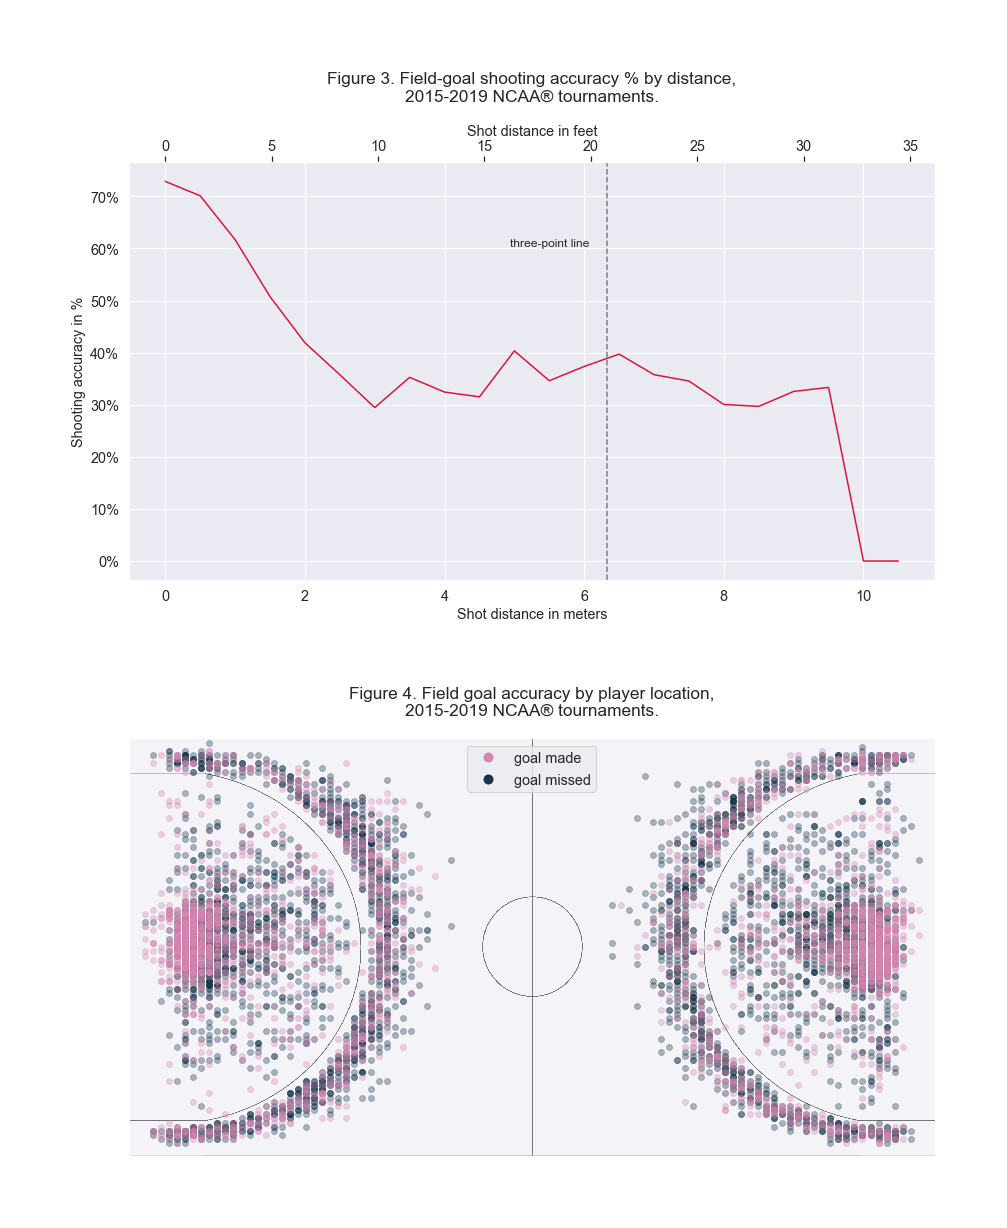 Figure 3. Field-goal shooting accuracy % by distance,
2015-2019 NCAA® tournaments.
Shot distance in feet
0 5 10 15 20 25 30 35
70%
60%
50%
40%
30%
20%
10%
0%
Shooting accuracy in %
three-point line
0 2 4 6 8 10
Shot distance in meters
Figure 4. Field goal accuracy by player location,
2015-2019 NCAA® tournaments.
goal made
goal missed